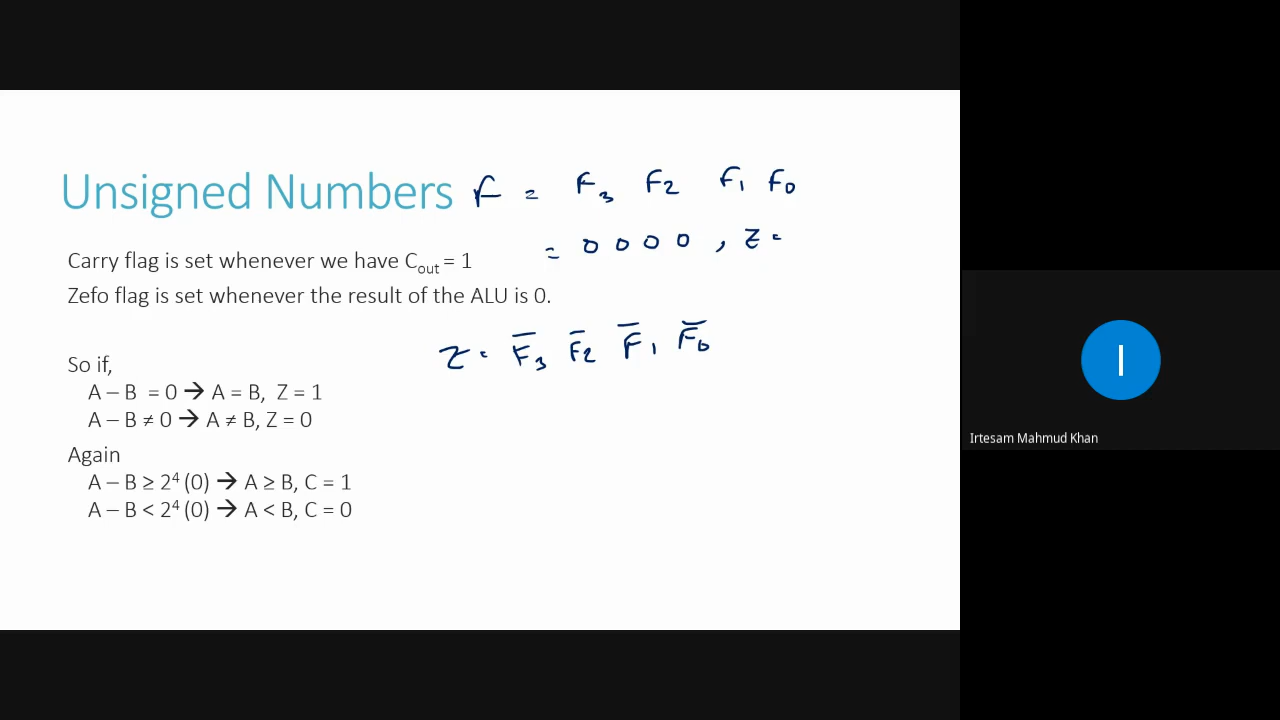 Unsigned Numbers F = F₃ F₂ F₁ F₀
= 0 0 0 0 , Z =
Carry flag is set whenever we have Cout = 1
Zefo flag is set whenever the result of the ALU is 0.
Z = F̅₃ F̅₂ F̅₁ F̅₀
So if,
A – B = 0 → A = B, Z = 1
A – B ≠ 0 → A ≠ B, Z = 0
Again
A – B ≥ 2⁴ (0) → A ≥ B, C = 1
A – B < 2⁴ (0) → A < B, C = 0
I
Irtesam Mahmud Khan